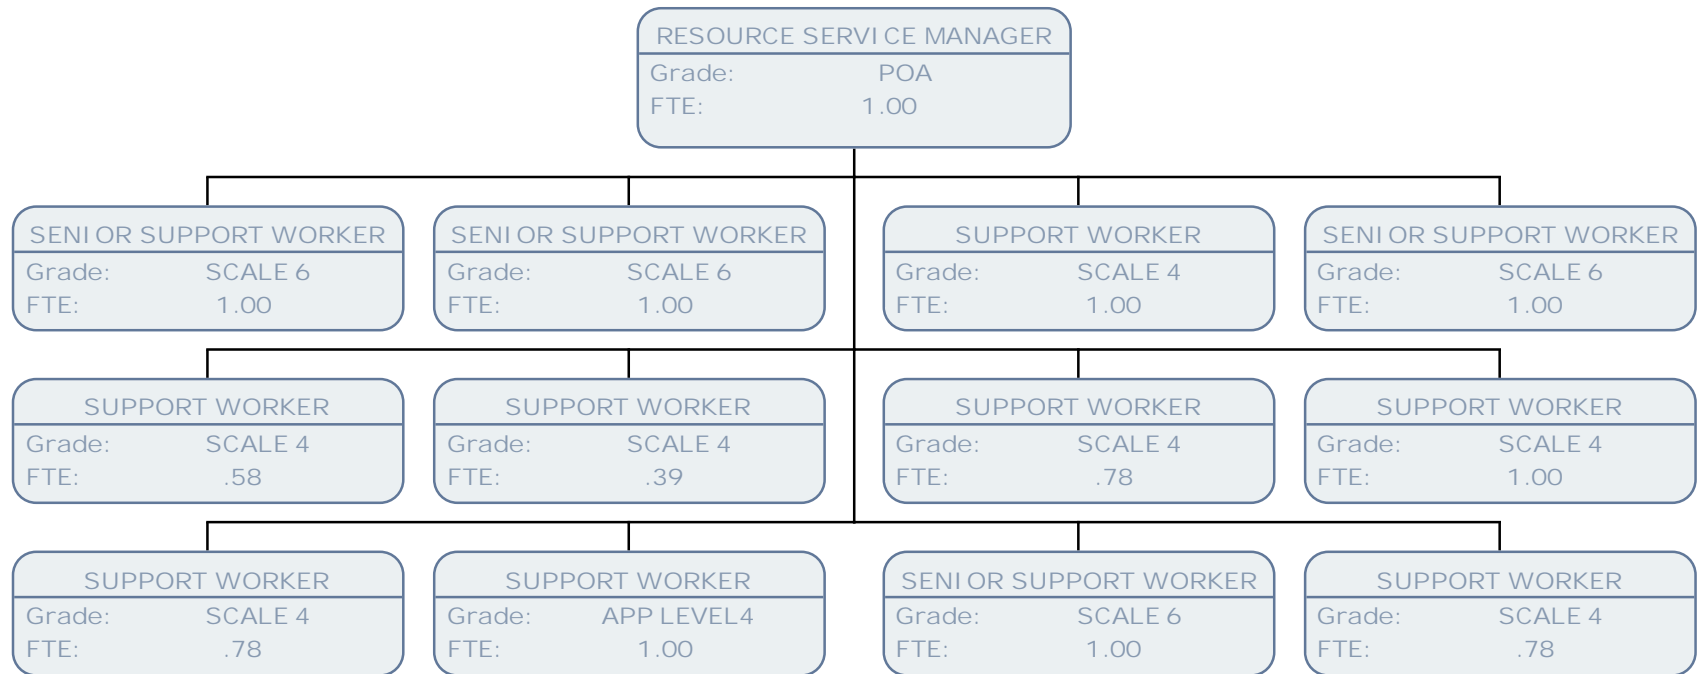 RESOURCE SERVICE MANAGER
Grade: POA
FTE: 1.00
SENIOR SUPPORT WORKER
Grade: SCALE 6
FTE: 1.00
SENIOR SUPPORT WORKER
Grade: SCALE 6
FTE: 1.00
SUPPORT WORKER
Grade: SCALE 4
FTE: 1.00
SENIOR SUPPORT WORKER
Grade: SCALE 6
FTE: 1.00
SUPPORT WORKER
Grade: SCALE 4
FTE: .58
SUPPORT WORKER
Grade: SCALE 4
FTE: .39
SUPPORT WORKER
Grade: SCALE 4
FTE: .78
SUPPORT WORKER
Grade: SCALE 4
FTE: 1.00
SUPPORT WORKER
Grade: SCALE 4
FTE: .78
SUPPORT WORKER
Grade: APP LEVEL4
FTE: 1.00
SENIOR SUPPORT WORKER
Grade: SCALE 6
FTE: 1.00
SUPPORT WORKER
Grade: SCALE 4
FTE: .78